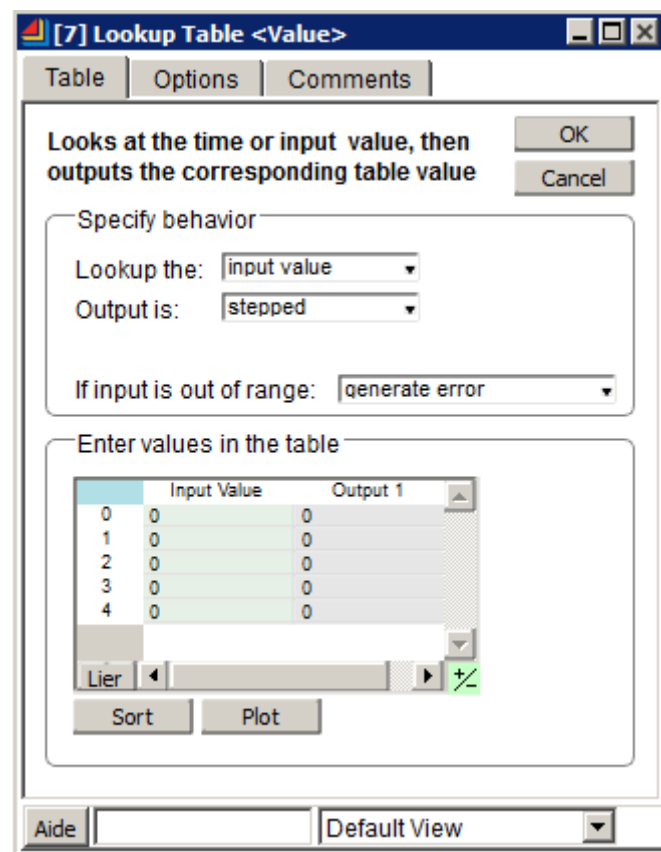 [7] Lookup Table <Value>
Table Options Comments
Looks at the time or input value, then
outputs the corresponding table value
OK
Cancel
Specify behavior
Lookup the: input value
Output is: stepped
If input is out of range: generate error
Enter values in the table
Input Value Output 1
0 0 0
1 0 0
2 0 0
3 0 0
4 0 0
Lier +/-
Sort Plot
Aide Default View